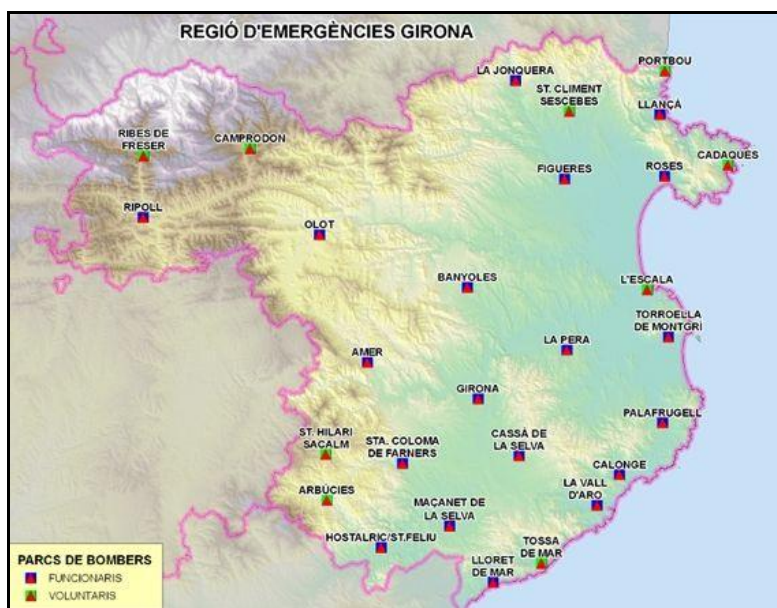 REGIÓ D'EMERGÈNCIES GIRONA
PORTBOU
LA JONQUERA
ST. CLIMENT
SESCEBES
LLANÇÀ
RIBES DE
FRESER
CAMPRODON
CADAQUÉS
FIGUERES
ROSES
RIPOLL
OLOT
BANYOLES
L'ESCALA
TORROELLA
DE MONTGRÍ
LA PERA
AMER
GIRONA
PALAFRUGELL
ST. HILARI
SACALM
STA. COLOMA
DE FARNERS
CASSÀ DE
LA SELVA
CALONGE
LA VALL
D'ARO
ARBÚCIES
MAÇANET DE
LA SELVA
HOSTALRIC/ST.FELIU
TOSSA
DE MAR
LLORET
DE MAR
PARCS DE BOMBERS
FUNCIONARIS
VOLUNTARIS